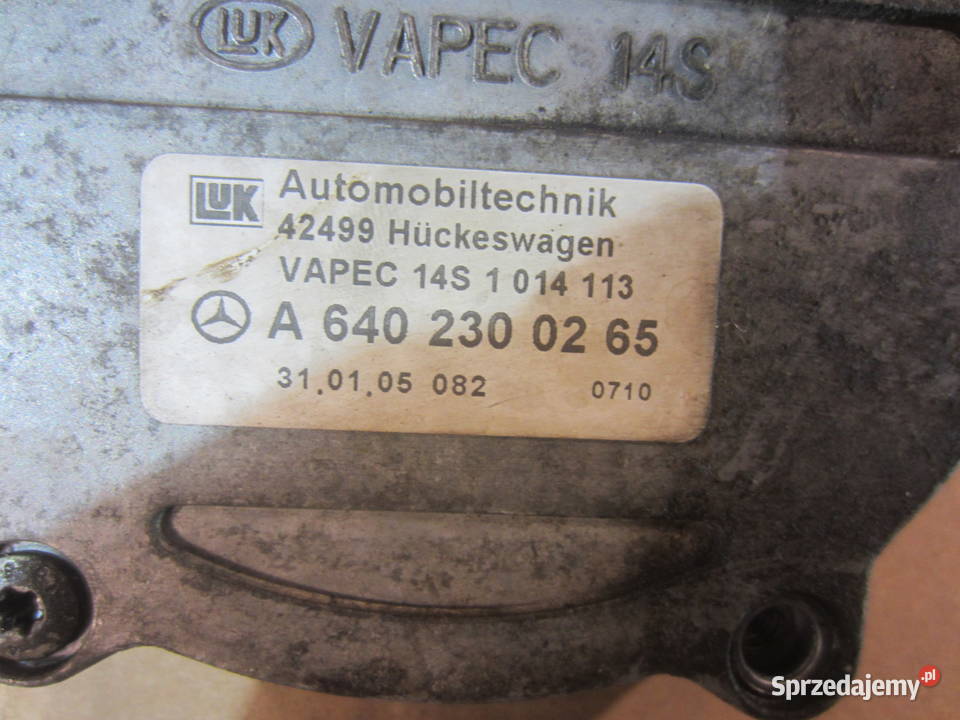 LUK VAPEC 14S
LUK Automobiltechnik
42499 Hückeswagen
VAPEC 14S 1 014 113
A 640 230 02 65
31.01.05 082 0710
Sprzedajemy.pl